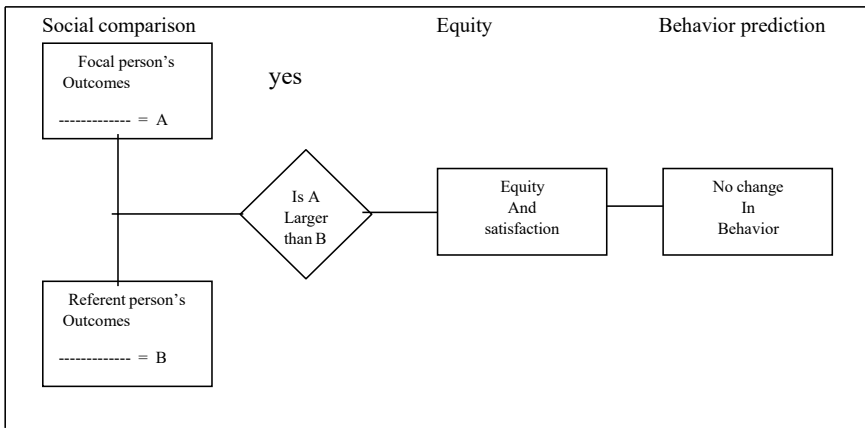 Social comparison
Equity
Behavior prediction
Focal person's
Outcomes
------------- = A
yes
Is A
Larger
than B
Equity
And
satisfaction
No change
In
Behavior
Referent person's
Outcomes
------------- = B